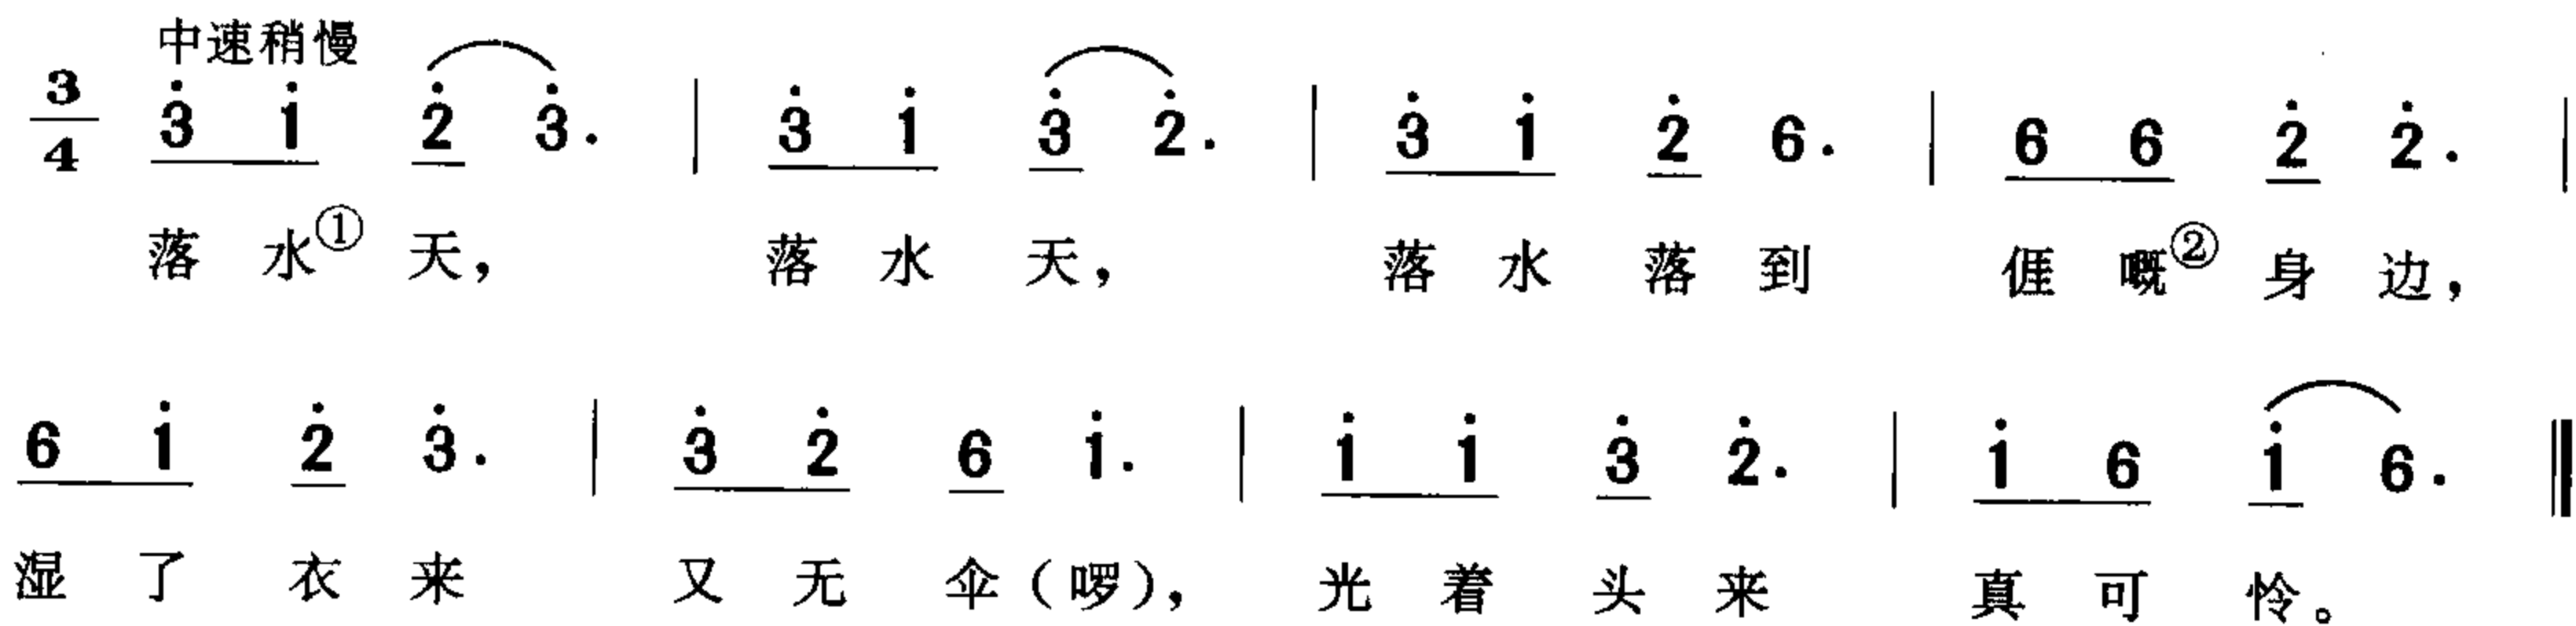 中速稍慢
3/4 3̇ 1̇ 2̇ 3̇. | 3̇ 1̇ 3̇ 2̇. | 3̇ 1̇ 2̇ 6. | 6 6 2̇ 2̇. |
落水①天， 落水天， 落水落到 𠊎嘅②身边，
6 1̇ 2̇ 3̇. | 3̇ 2̇ 6 1̇. | 1̇ 1̇ 3̇ 2̇. | 1̇ 6 1̇ 6. ‖
湿了衣来 又无伞（啰）， 光着头来 真可怜。